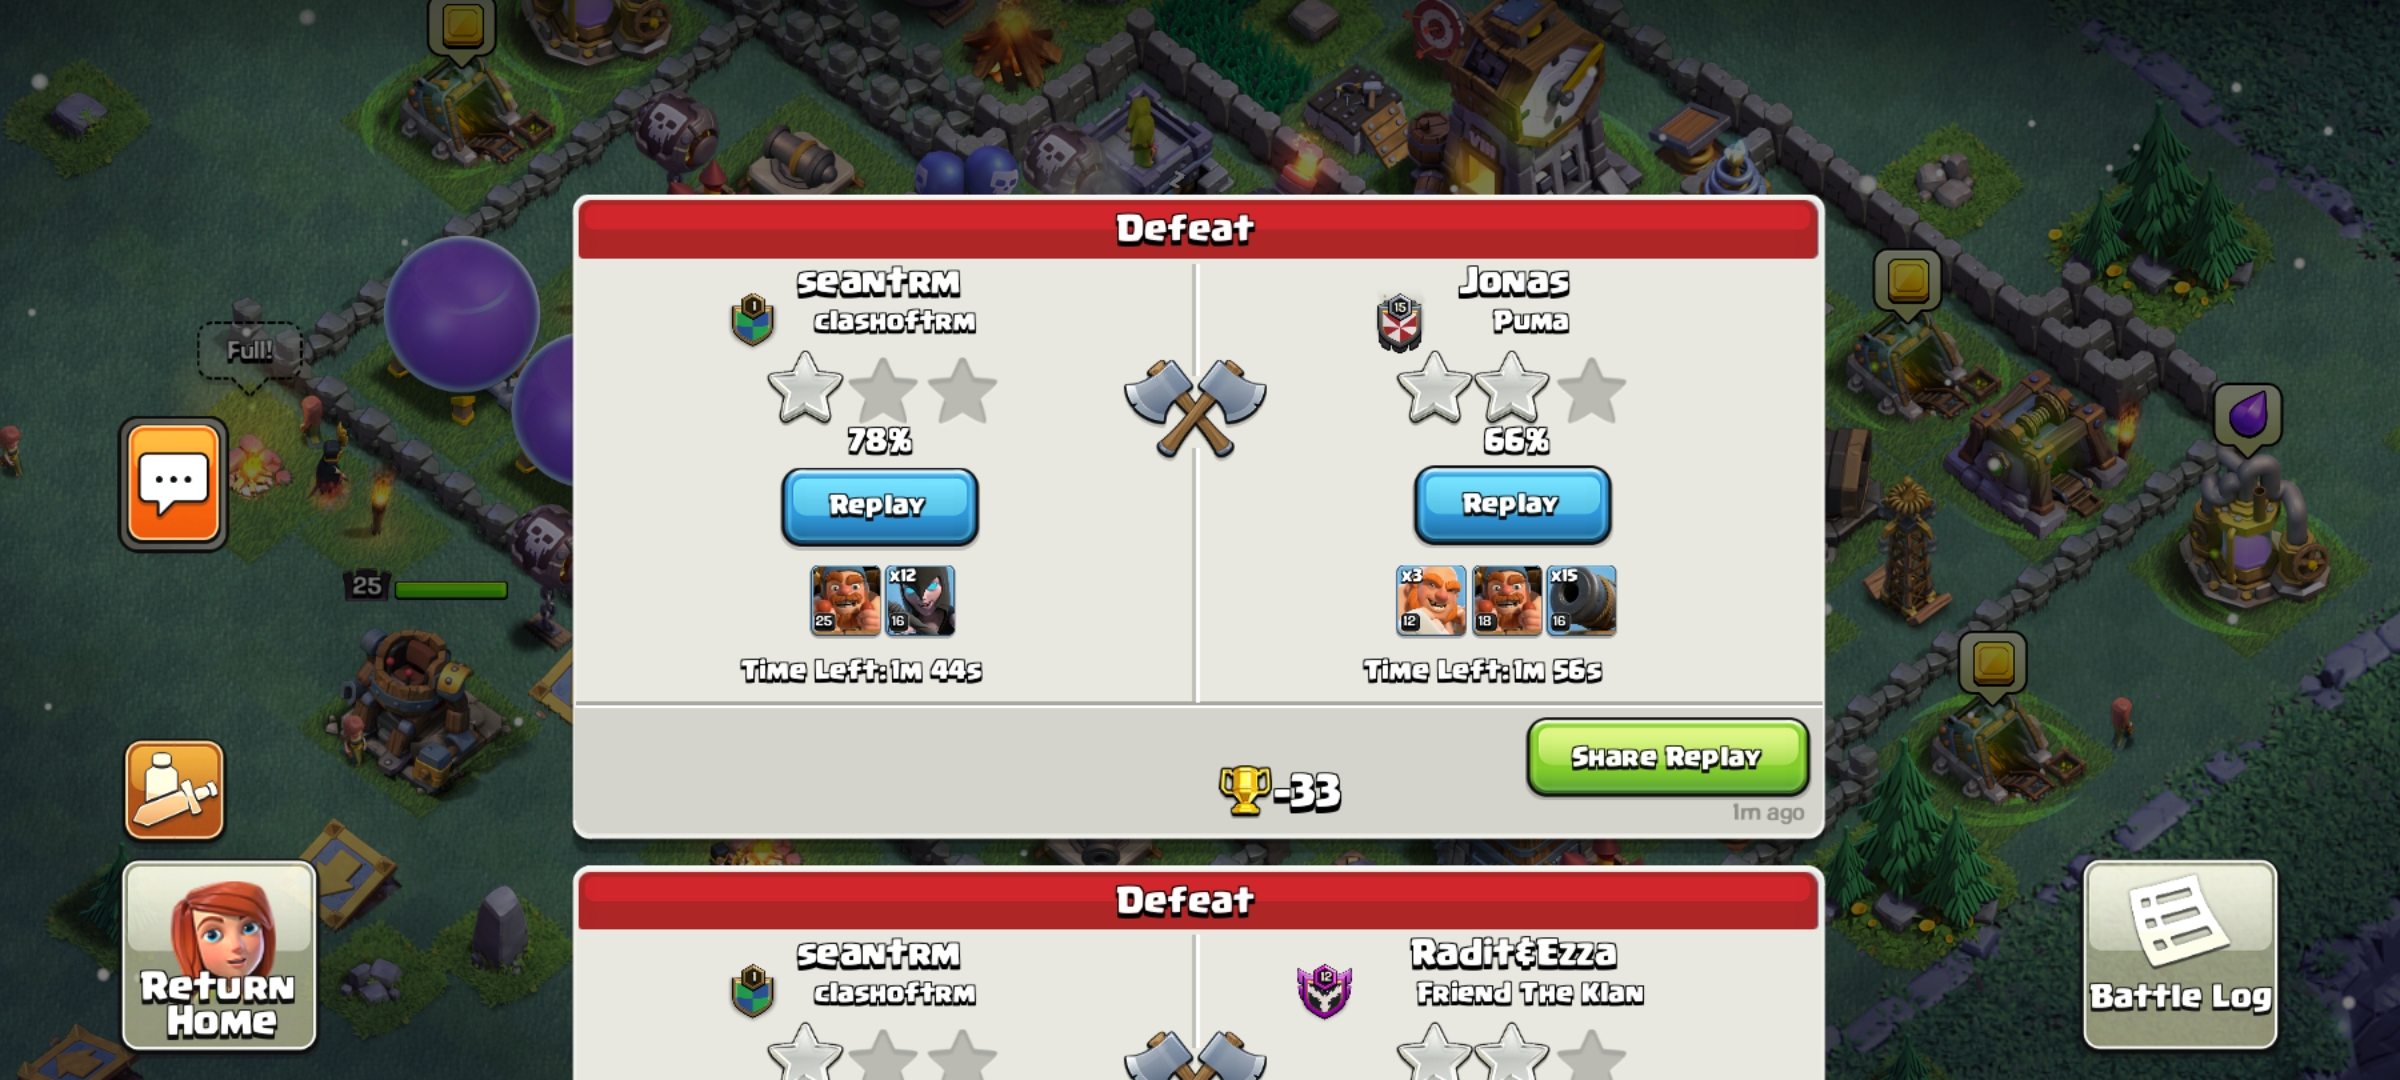 Defeat
seantRM
clashoftRM
1
78%
Replay
25
x12
16
Time Left:1m 44s
Jonas
Puma
15
66%
Replay
x3
12
18
x15
16
Time Left:1m 56s
-33
Share Replay
1m ago
Full!
25
Defeat
seantRM
clashoftRM
1
Radit&Ezza
Friend The Klan
12
Return
Home
Battle Log